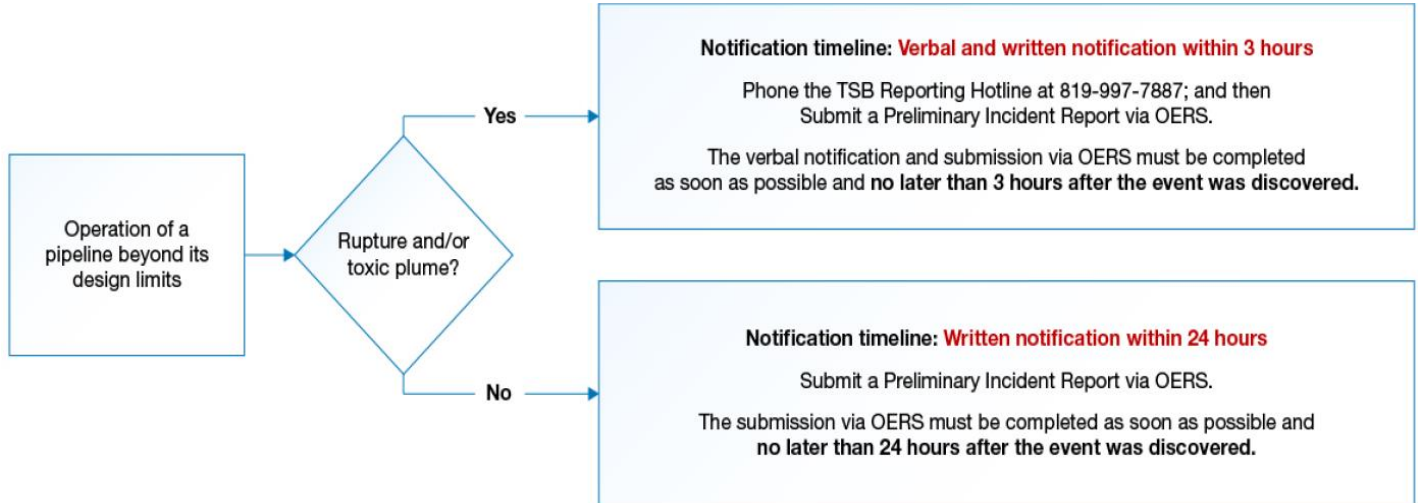 Operation of a
pipeline beyond its
design limits
Rupture and/or
toxic plume?
Yes
Notification timeline: Verbal and written notification within 3 hours
Phone the TSB Reporting Hotline at 819-997-7887; and then
Submit a Preliminary Incident Report via OERS.
The verbal notification and submission via OERS must be completed
as soon as possible and no later than 3 hours after the event was discovered.
No
Notification timeline: Written notification within 24 hours
Submit a Preliminary Incident Report via OERS.
The submission via OERS must be completed as soon as possible and
no later than 24 hours after the event was discovered.